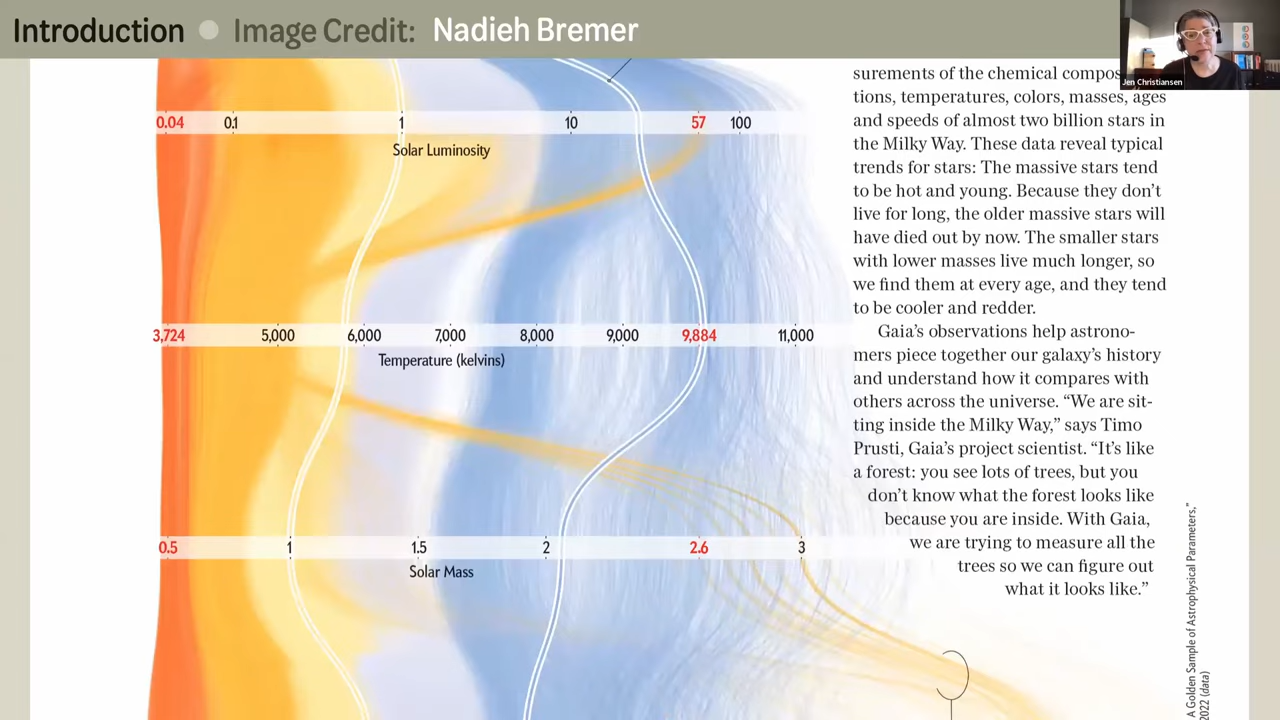 Introduction Image Credit: Nadieh Bremer
Jen Christiansen
0.04 0.1 1 10 57 100
Solar Luminosity
3,724 5,000 6,000 7,000 8,000 9,000 9,884 11,000
Temperature (kelvins)
0.5 1 1.5 2 2.6 3
Solar Mass
surements of the chemical compos
tions, temperatures, colors, masses, ages
and speeds of almost two billion stars in
the Milky Way. These data reveal typical
trends for stars: The massive stars tend
to be hot and young. Because they don’t
live for long, the older massive stars will
have died out by now. The smaller stars
with lower masses live much longer, so
we find them at every age, and they tend
to be cooler and redder.
Gaia’s observations help astrono-
mers piece together our galaxy’s history
and understand how it compares with
others across the universe. “We are sit-
ting inside the Milky Way,” says Timo
Prusti, Gaia’s project scientist. “It’s like
a forest: you see lots of trees, but you
don’t know what the forest looks like
because you are inside. With Gaia,
we are trying to measure all the
trees so we can figure out
what it looks like.”
A Golden Sample of Astrophysical Parameters,”
2022 (data)